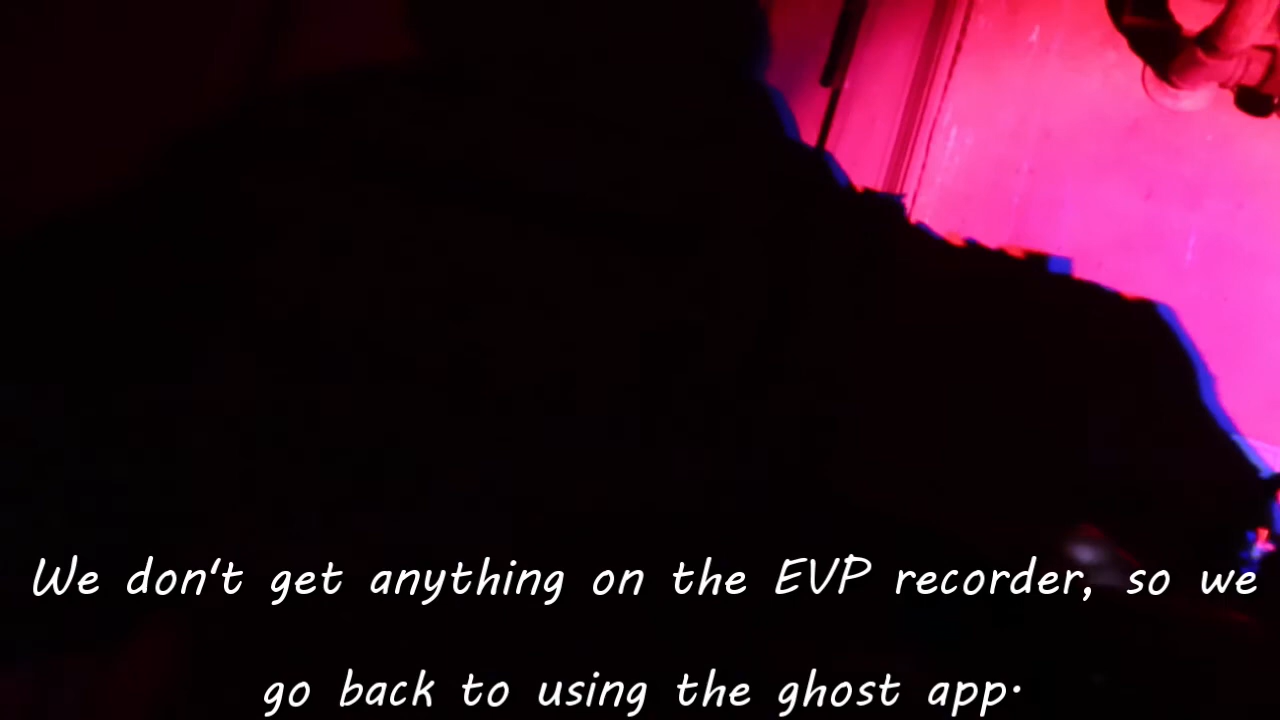 We don't get anything on the EVP recorder, so we
go back to using the ghost app.